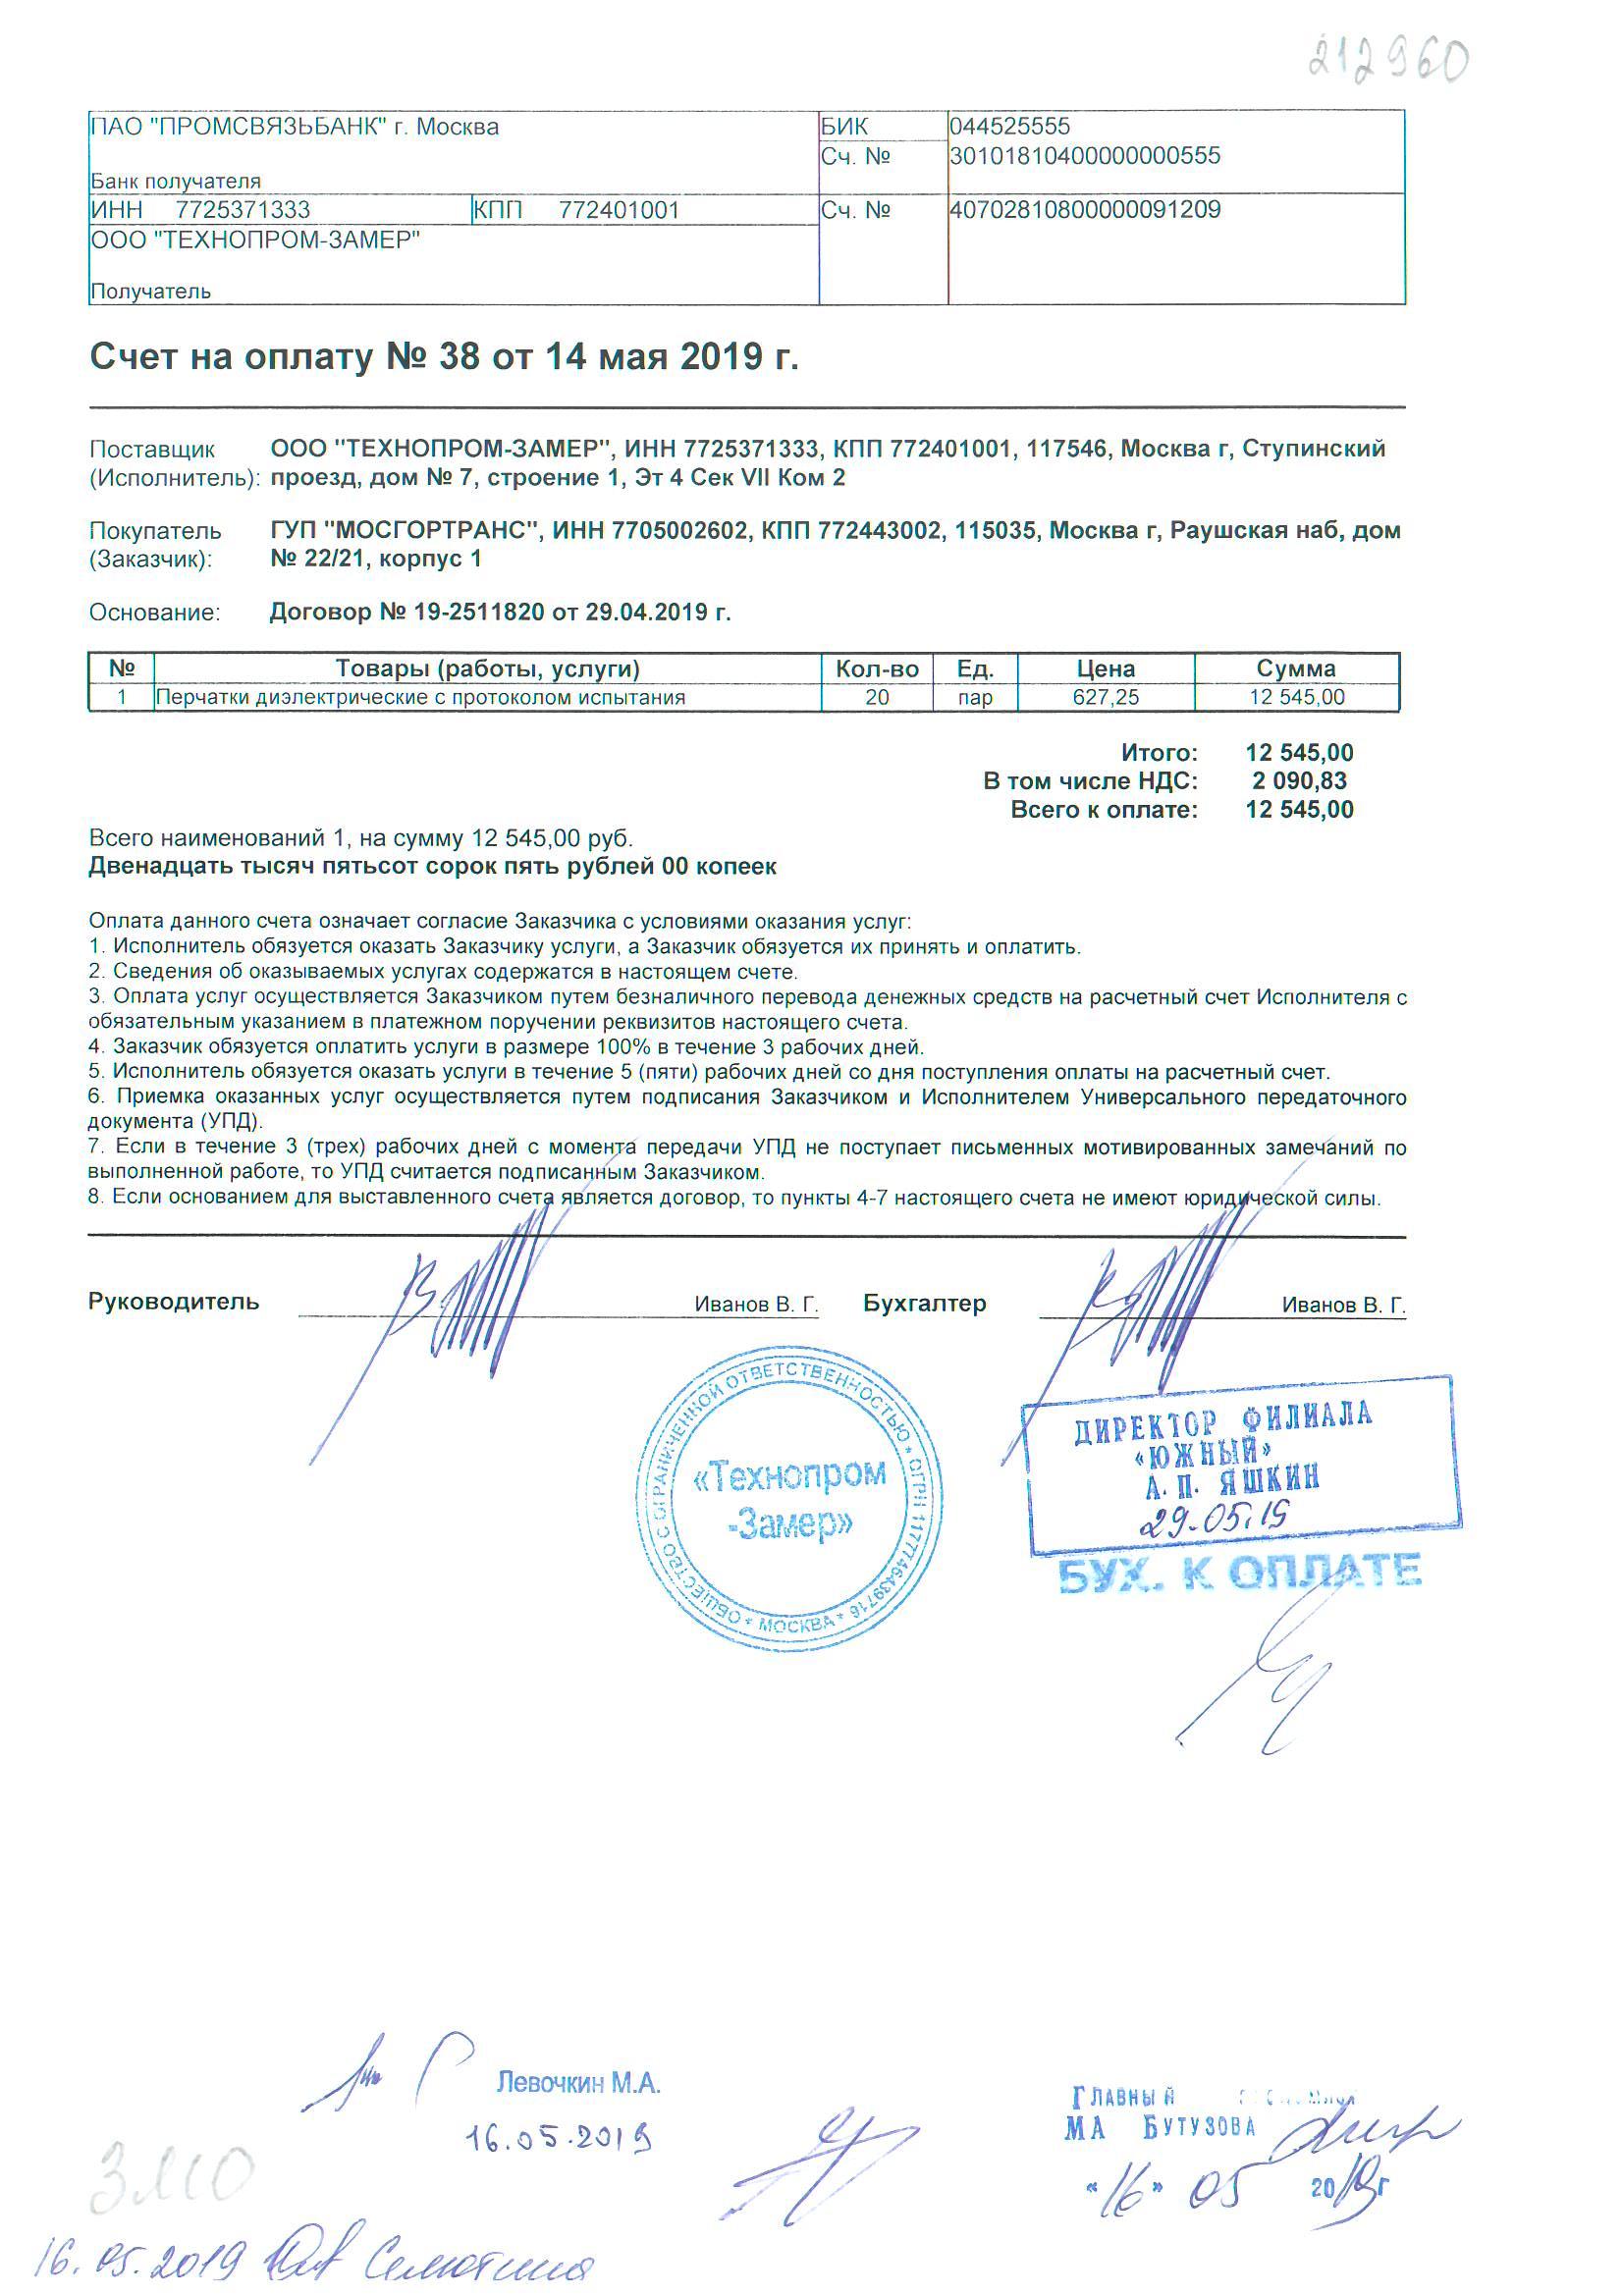 212960
ПАО "ПРОМСВЯЗЬБАНК" г. Москва
БИК
044525555
Сч. №
30101810400000000555
Банк получателя
ИНН 7725371333
КПП 772401001
Сч. №
40702810800000091209
ООО "ТЕХНОПРОМ-ЗАМЕР"
Получатель
Счет на оплату № 38 от 14 мая 2019 г.
Поставщик
(Исполнитель):
ООО "ТЕХНОПРОМ-ЗАМЕР", ИНН 7725371333, КПП 772401001, 117546, Москва г, Ступинский
проезд, дом № 7, строение 1, Эт 4 Сек VII Ком 2
Покупатель
(Заказчик):
ГУП "МОСГОРТРАНС", ИНН 7705002602, КПП 772443002, 115035, Москва г, Раушская наб, дом
№ 22/21, корпус 1
Основание:
Договор № 19-2511820 от 29.04.2019 г.
№ Товары (работы, услуги) Кол-во Ед. Цена Сумма
1 Перчатки диэлектрические с протоколом испытания 20 пар 627,25 12 545,00
Итого: 12 545,00
В том числе НДС: 2 090,83
Всего к оплате: 12 545,00
Всего наименований 1, на сумму 12 545,00 руб.
Двенадцать тысяч пятьсот сорок пять рублей 00 копеек
Оплата данного счета означает согласие Заказчика с условиями оказания услуг:
1. Исполнитель обязуется оказать Заказчику услуги, а Заказчик обязуется их принять и оплатить.
2. Сведения об оказываемых услугах содержатся в настоящем счете.
3. Оплата услуг осуществляется Заказчиком путем безналичного перевода денежных средств на расчетный счет Исполнителя с
обязательным указанием в платежном поручении реквизитов настоящего счета.
4. Заказчик обязуется оплатить услуги в размере 100% в течение 3 рабочих дней.
5. Исполнитель обязуется оказать услуги в течение 5 (пяти) рабочих дней со дня поступления оплаты на расчетный счет.
6. Приемка оказанных услуг осуществляется путем подписания Заказчиком и Исполнителем Универсального передаточного
документа (УПД).
7. Если в течение 3 (трех) рабочих дней с момента передачи УПД не поступает письменных мотивированных замечаний по
выполненной работе, то УПД считается подписанным Заказчиком.
8. Если основанием для выставленного счета является договор, то пункты 4-7 настоящего счета не имеют юридической силы.
Руководитель Иванов В. Г. Бухгалтер Иванов В. Г.
ОБЩЕСТВО С ОГРАНИЧЕННОЙ ОТВЕТСТВЕННОСТЬЮ * ОГРН 1177746439716 * МОСКВА *
«Технопром
-Замер»
ДИРЕКТОР ФИЛИАЛА
«ЮЖНЫЙ»
А.П. ЯШКИН
29.05.19
БУХ. К ОПЛАТЕ
Левочкин М.А.
16.05.2019
ГЛАВНЫЙ
МА БУТУЗОВА
"16" 05 2019г
16.05.2019